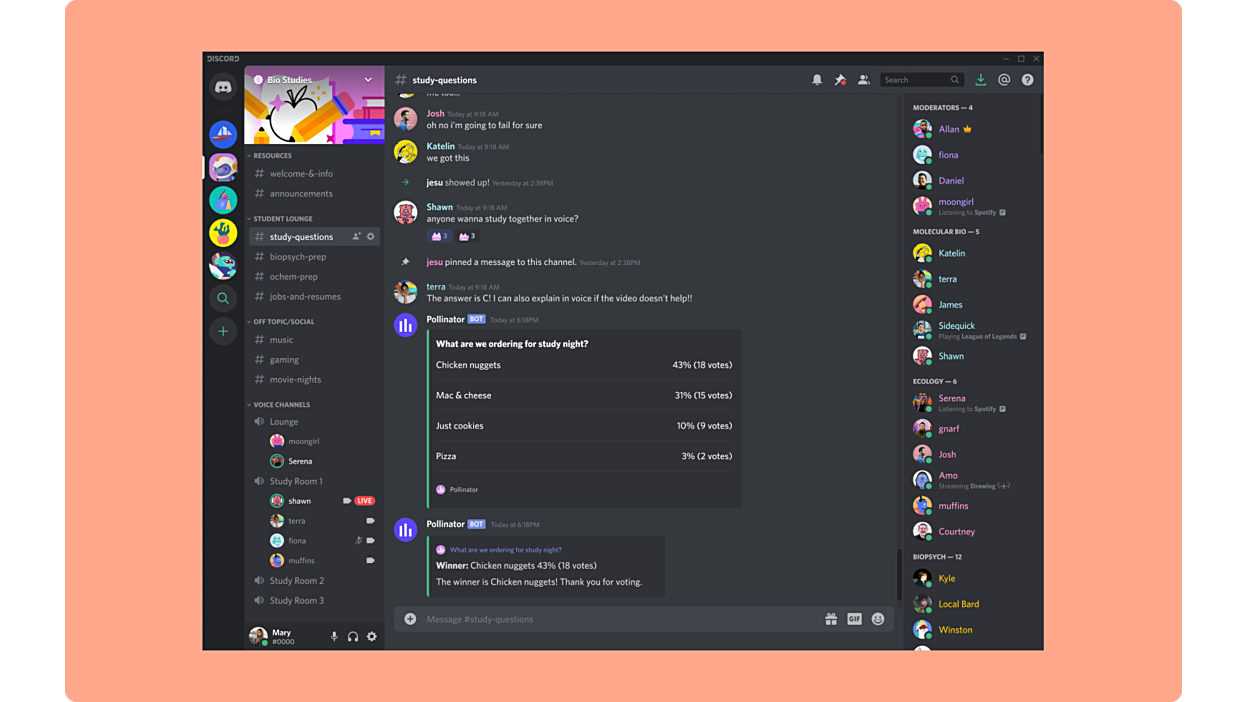 DISCORD
Bio Studies
RESOURCES
welcome-&-info
announcements
STUDENT LOUNGE
study-questions
biopsych-prep
ochem-prep
jobs-and-resumes
OFF TOPIC/SOCIAL
music
gaming
movie-nights
VOICE CHANNELS
Lounge
moongirl
Serena
Study Room 1
shawn LIVE
terra
fiona
muffins
Study Room 2
Study Room 3
Mary
#0000
# study-questions
Search
me too...
Josh Today at 9:18 AM
oh no i'm going to fail for sure
Katelin Today at 9:18 AM
we got this
jesu showed up! Yesterday at 2:38PM
Shawn Today at 9:18 AM
anyone wanna study together in voice?
3 3
jesu pinned a message to this channel. Yesterday at 2:38PM
terra Today at 9:18 AM
The answer is C! I can also explain in voice if the video doesn't help!!
Pollinator BOT Today at 6:18PM
What are we ordering for study night?
Chicken nuggets 43% (18 votes)
Mac & cheese 31% (15 votes)
Just cookies 10% (9 votes)
Pizza 3% (2 votes)
Pollinator
Pollinator BOT Today at 6:18PM
What are we ordering for study night?
Winner: Chicken nuggets 43% (18 votes)
The winner is Chicken nuggets! Thank you for voting.
Message #study-questions
GIF
MODERATORS — 4
Allan
fiona
Daniel
moongirl
Listening to Spotify
MOLECULAR BIO — 5
Katelin
terra
James
Sidequick
Playing League of Legends
Shawn
ECOLOGY — 6
Serena
Listening to Spotify
gnarf
Josh
Amo
Streaming Drawing
muffins
Courtney
BIOPSYCH — 12
Kyle
Local Bard
Winston